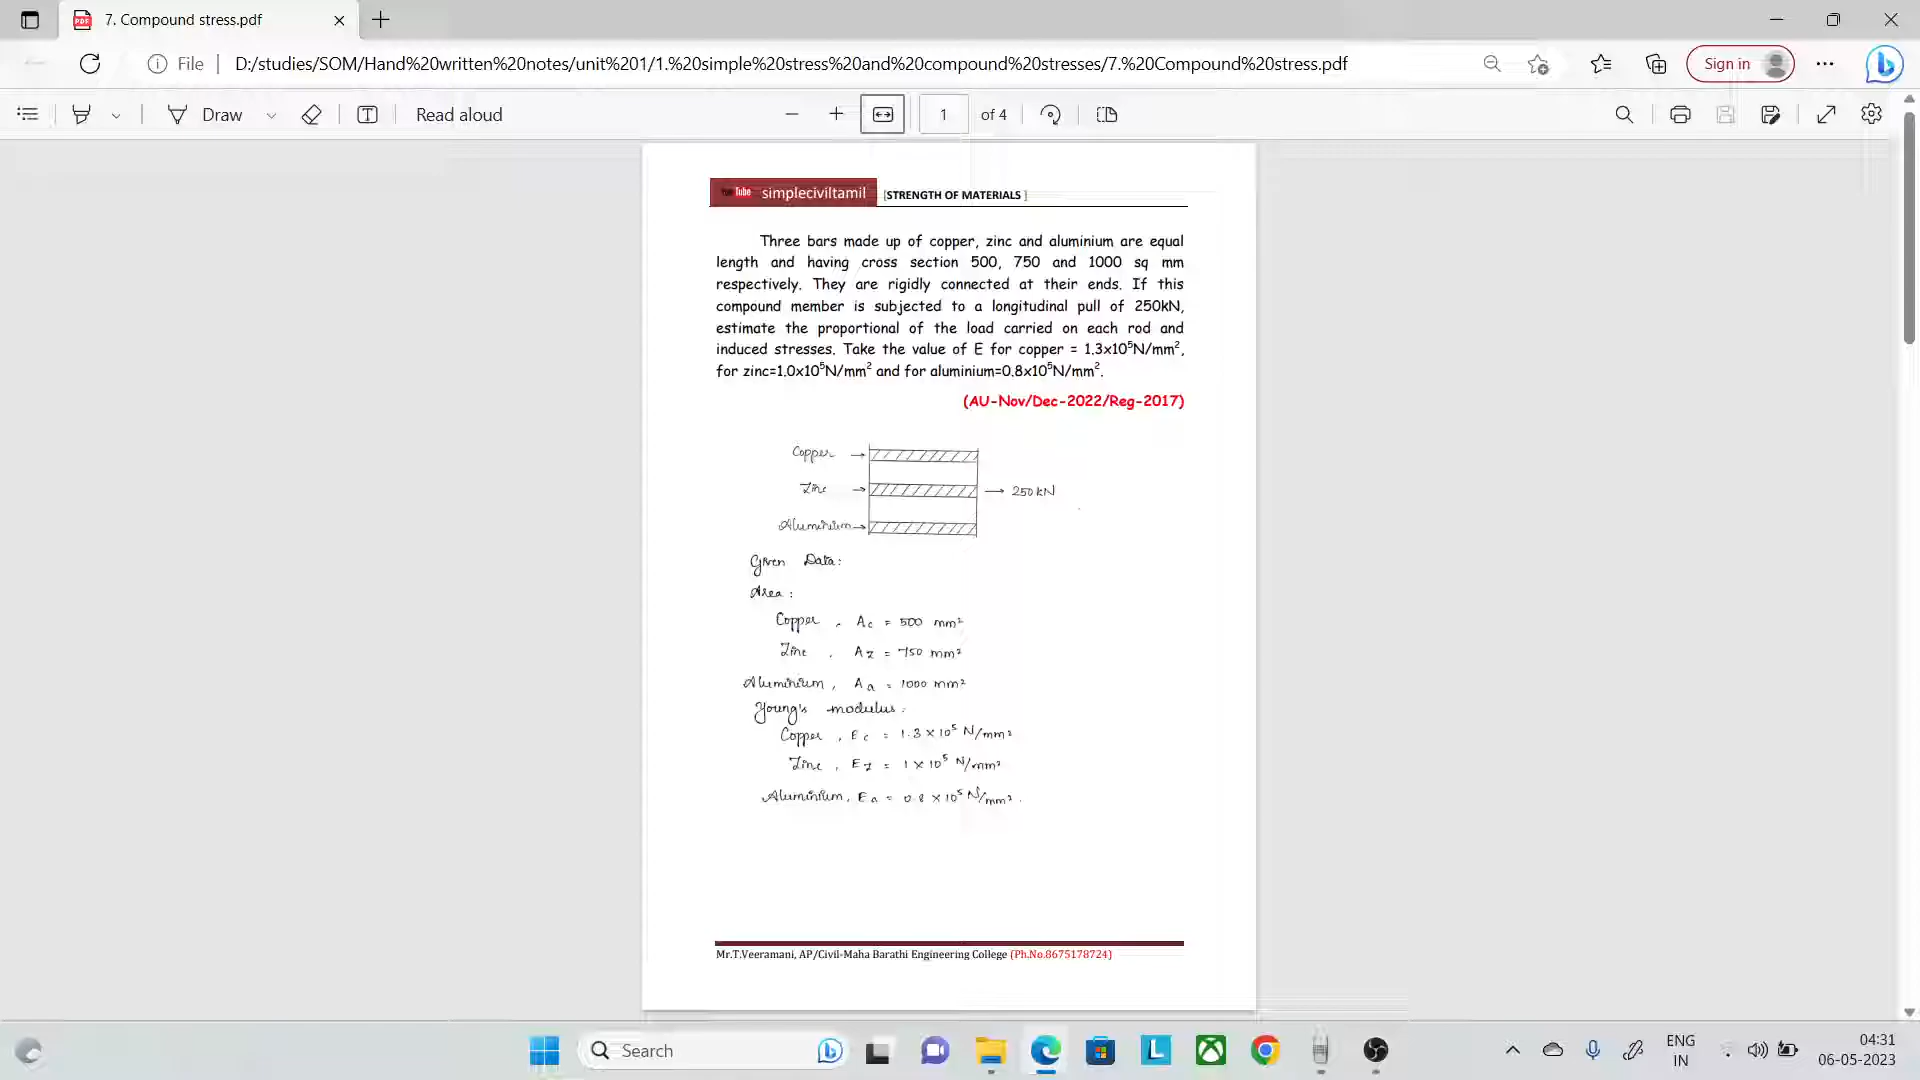 7. Compound stress.pdf
File
D:/studies/SOM/Hand%20written%20notes/unit%201/1.%20simple%20stress%20and%20compound%20stresses/7.%20Compound%20stress.pdf
Sign in
Draw
Read aloud
1 of 4
Tube simpleciviltamil [STRENGTH OF MATERIALS ]
Three bars made up of copper, zinc and aluminium are equal
length and having cross section 500, 750 and 1000 sq mm
respectively. They are rigidly connected at their ends. If this
compound member is subjected to a longitudinal pull of 250kN,
estimate the proportional of the load carried on each rod and
induced stresses. Take the value of E for copper = 1.3x10⁵N/mm²,
for zinc=1.0x10⁵N/mm² and for aluminium=0.8x10⁵N/mm².
(AU-Nov/Dec-2022/Reg-2017)
Copper →
Zinc → → 250 kN
Aluminium →
Given Data:
Area :
Copper , Ac = 500 mm²
Zinc , Az = 750 mm²
Aluminium , Aa = 1000 mm²
Young's modulus :
Copper , Ec = 1.3 × 10⁵ N/mm²
Zinc , Ez = 1 × 10⁵ N/mm²
Aluminium , Ea = 0.8 × 10⁵ N/mm² .
Mr.T.Veeramani, AP/Civil-Maha Barathi Engineering College (Ph.No.8675178724)
Search
ENG
IN
04:31
06-05-2023